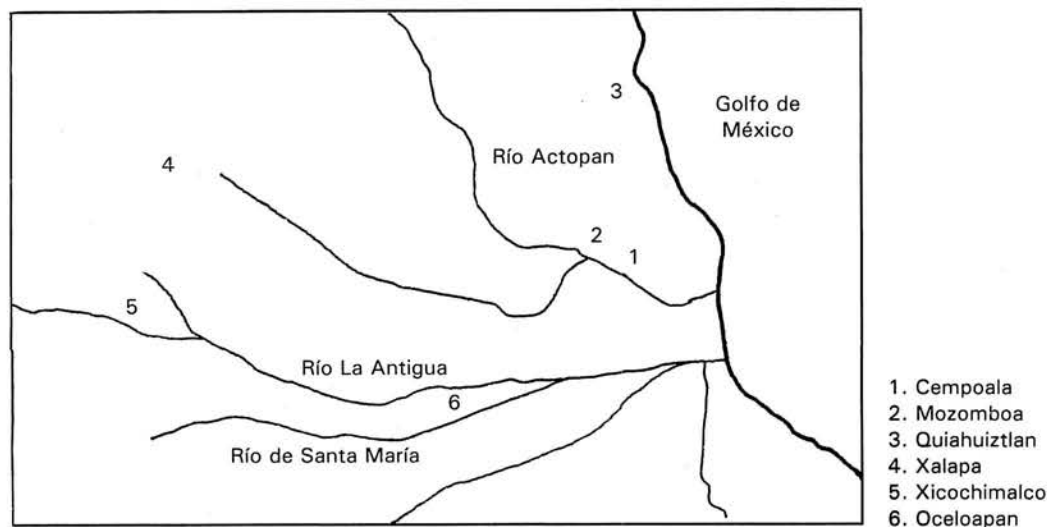 3
Golfo de
México
Río Actopan
4
2
1
5
Río La Antigua
6
Río de Santa María
1. Cempoala
2. Mozomboa
3. Quiahuiztlan
4. Xalapa
5. Xicochimalco
6. Oceloapan